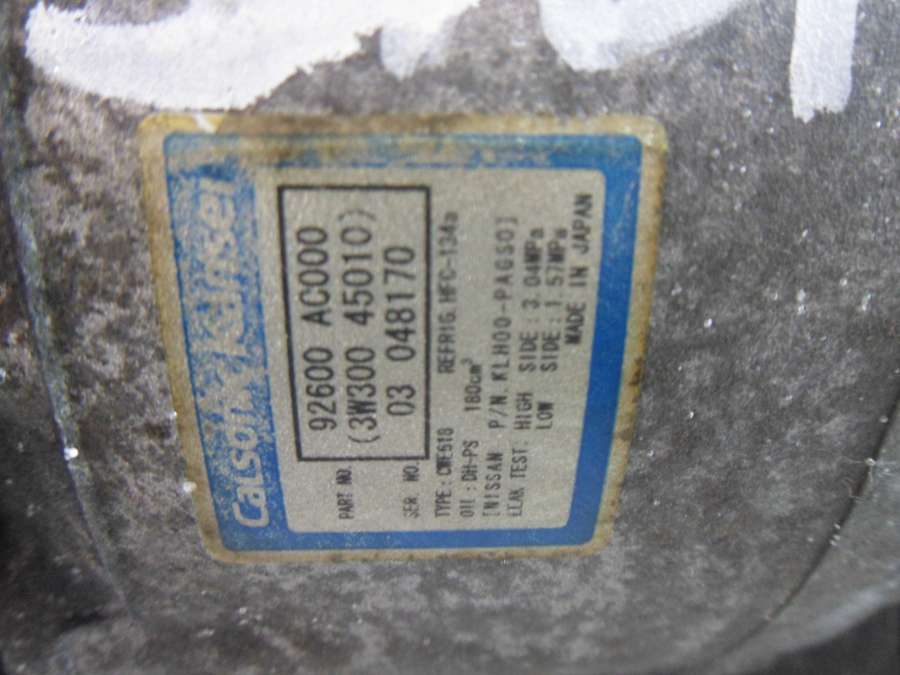 Calsonic Kansei
PART NO. 92600 AC000
(3W300 45010)
SER NO. 03 048170
TYPE: CWE618 REFRIG. HFC-134a
OIL: DH-PS 180cm³
[NISSAN P/N. KLH00-PAGS0]
LEAK TEST: HIGH SIDE: 3.04MPa
LOW SIDE: 1.57MPa
MADE IN JAPAN